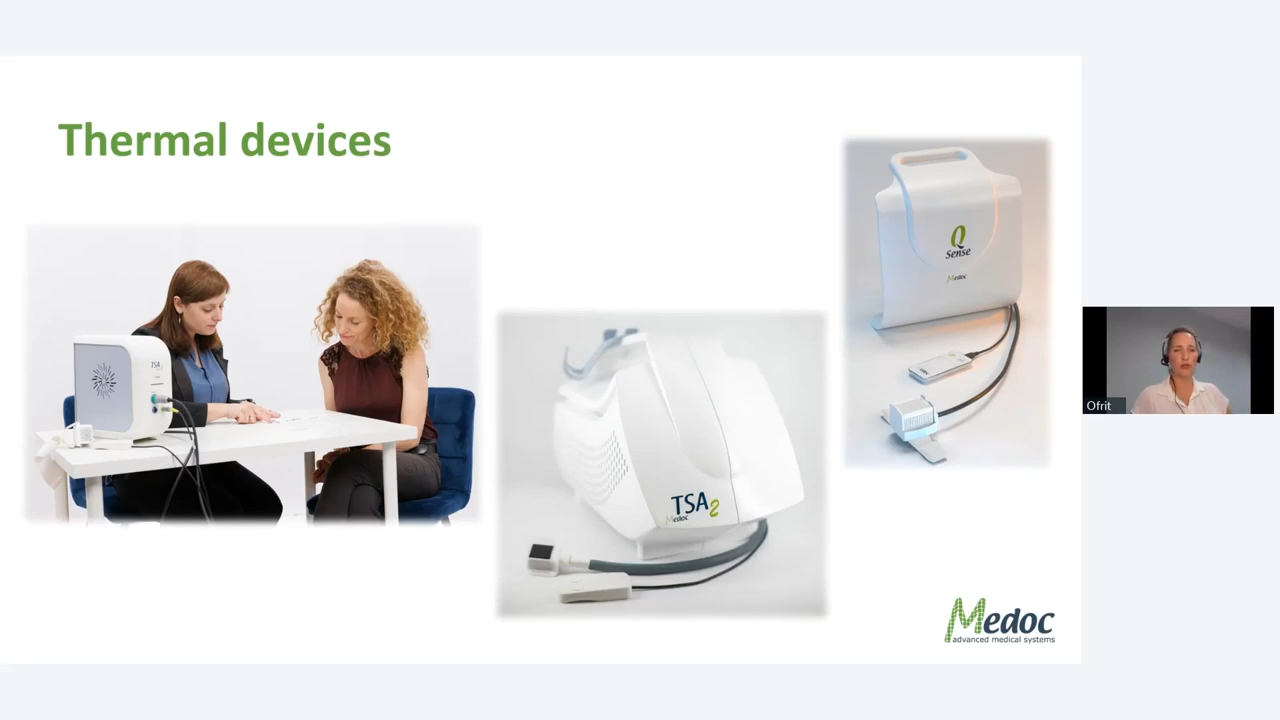 Thermal devices
Q
Sense
Medoc
TSA
TSA2
Medoc
Medoc
advanced medical systems
Ofrit